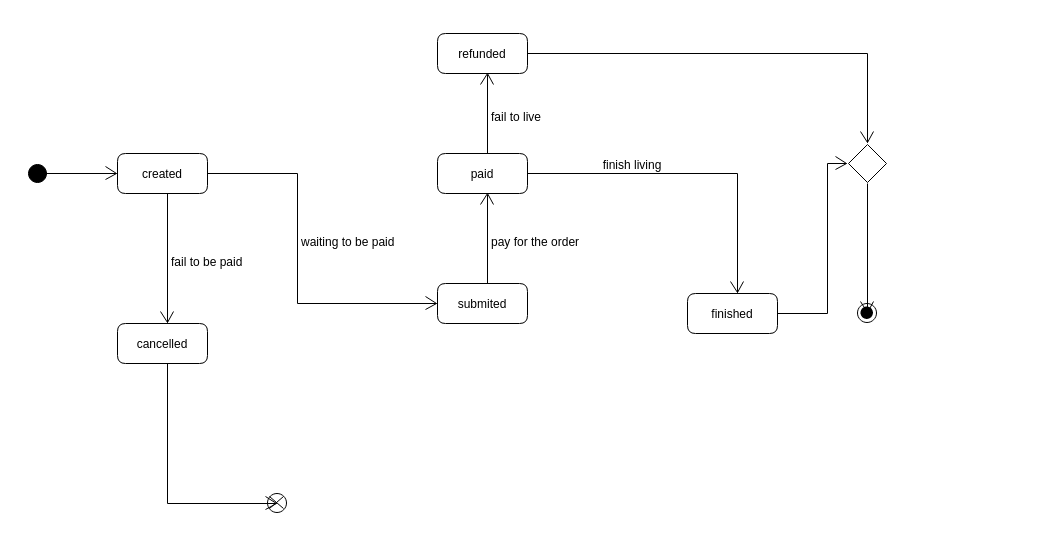 refunded
fail to live
created
paid
finish living
waiting to be paid
pay for the order
fail to be paid
submited
finished
cancelled